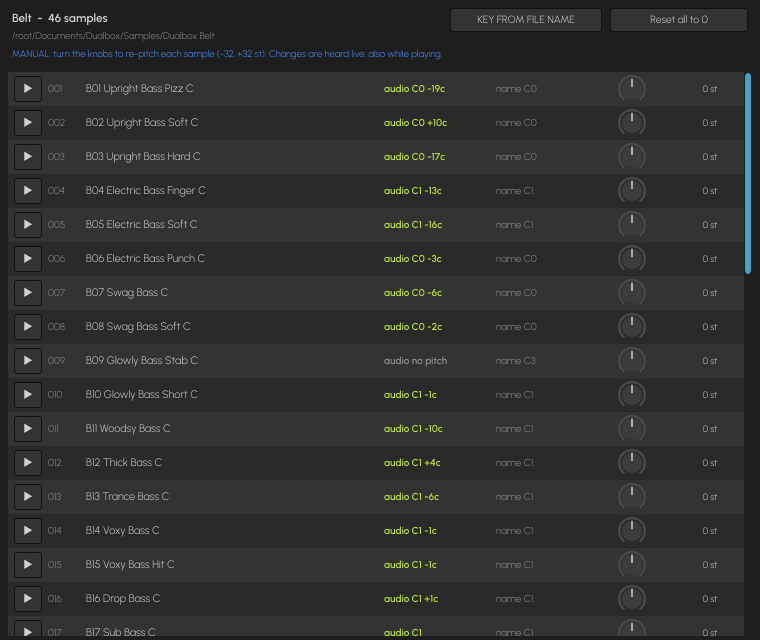 Belt - 46 samples
KEY FROM FILE NAME
Reset all to 0
/root/Documents/Dualbox/Samples/Dualbox Belt
MANUAL: turn the knobs to re-pitch each sample (-32..+32 st). Changes are heard live, also while playing.
001 B01 Upright Bass Pizz C audio C0 -19c name C0 0 st
002 B02 Upright Bass Soft C audio C0 +10c name C0 0 st
003 B03 Upright Bass Hard C audio C0 -17c name C0 0 st
004 B04 Electric Bass Finger C audio C1 -13c name C1 0 st
005 B05 Electric Bass Soft C audio C1 -16c name C1 0 st
006 B06 Electric Bass Punch C audio C0 -3c name C0 0 st
007 B07 Swag Bass C audio C0 -6c name C0 0 st
008 B08 Swag Bass Soft C audio C0 -2c name C0 0 st
009 B09 Glowly Bass Stab C audio no pitch name C3 0 st
010 B10 Glowly Bass Short C audio C1 -1c name C1 0 st
011 B11 Woodsy Bass C audio C1 -10c name C1 0 st
012 B12 Thick Bass C audio C1 +4c name C1 0 st
013 B13 Trance Bass C audio C1 -6c name C1 0 st
014 B14 Voxy Bass C audio C1 -1c name C1 0 st
015 B15 Voxy Bass Hit C audio C1 -1c name C1 0 st
016 B16 Drop Bass C audio C1 +1c name C1 0 st
017 B17 Sub Bass C audio C1 name C1 0 st